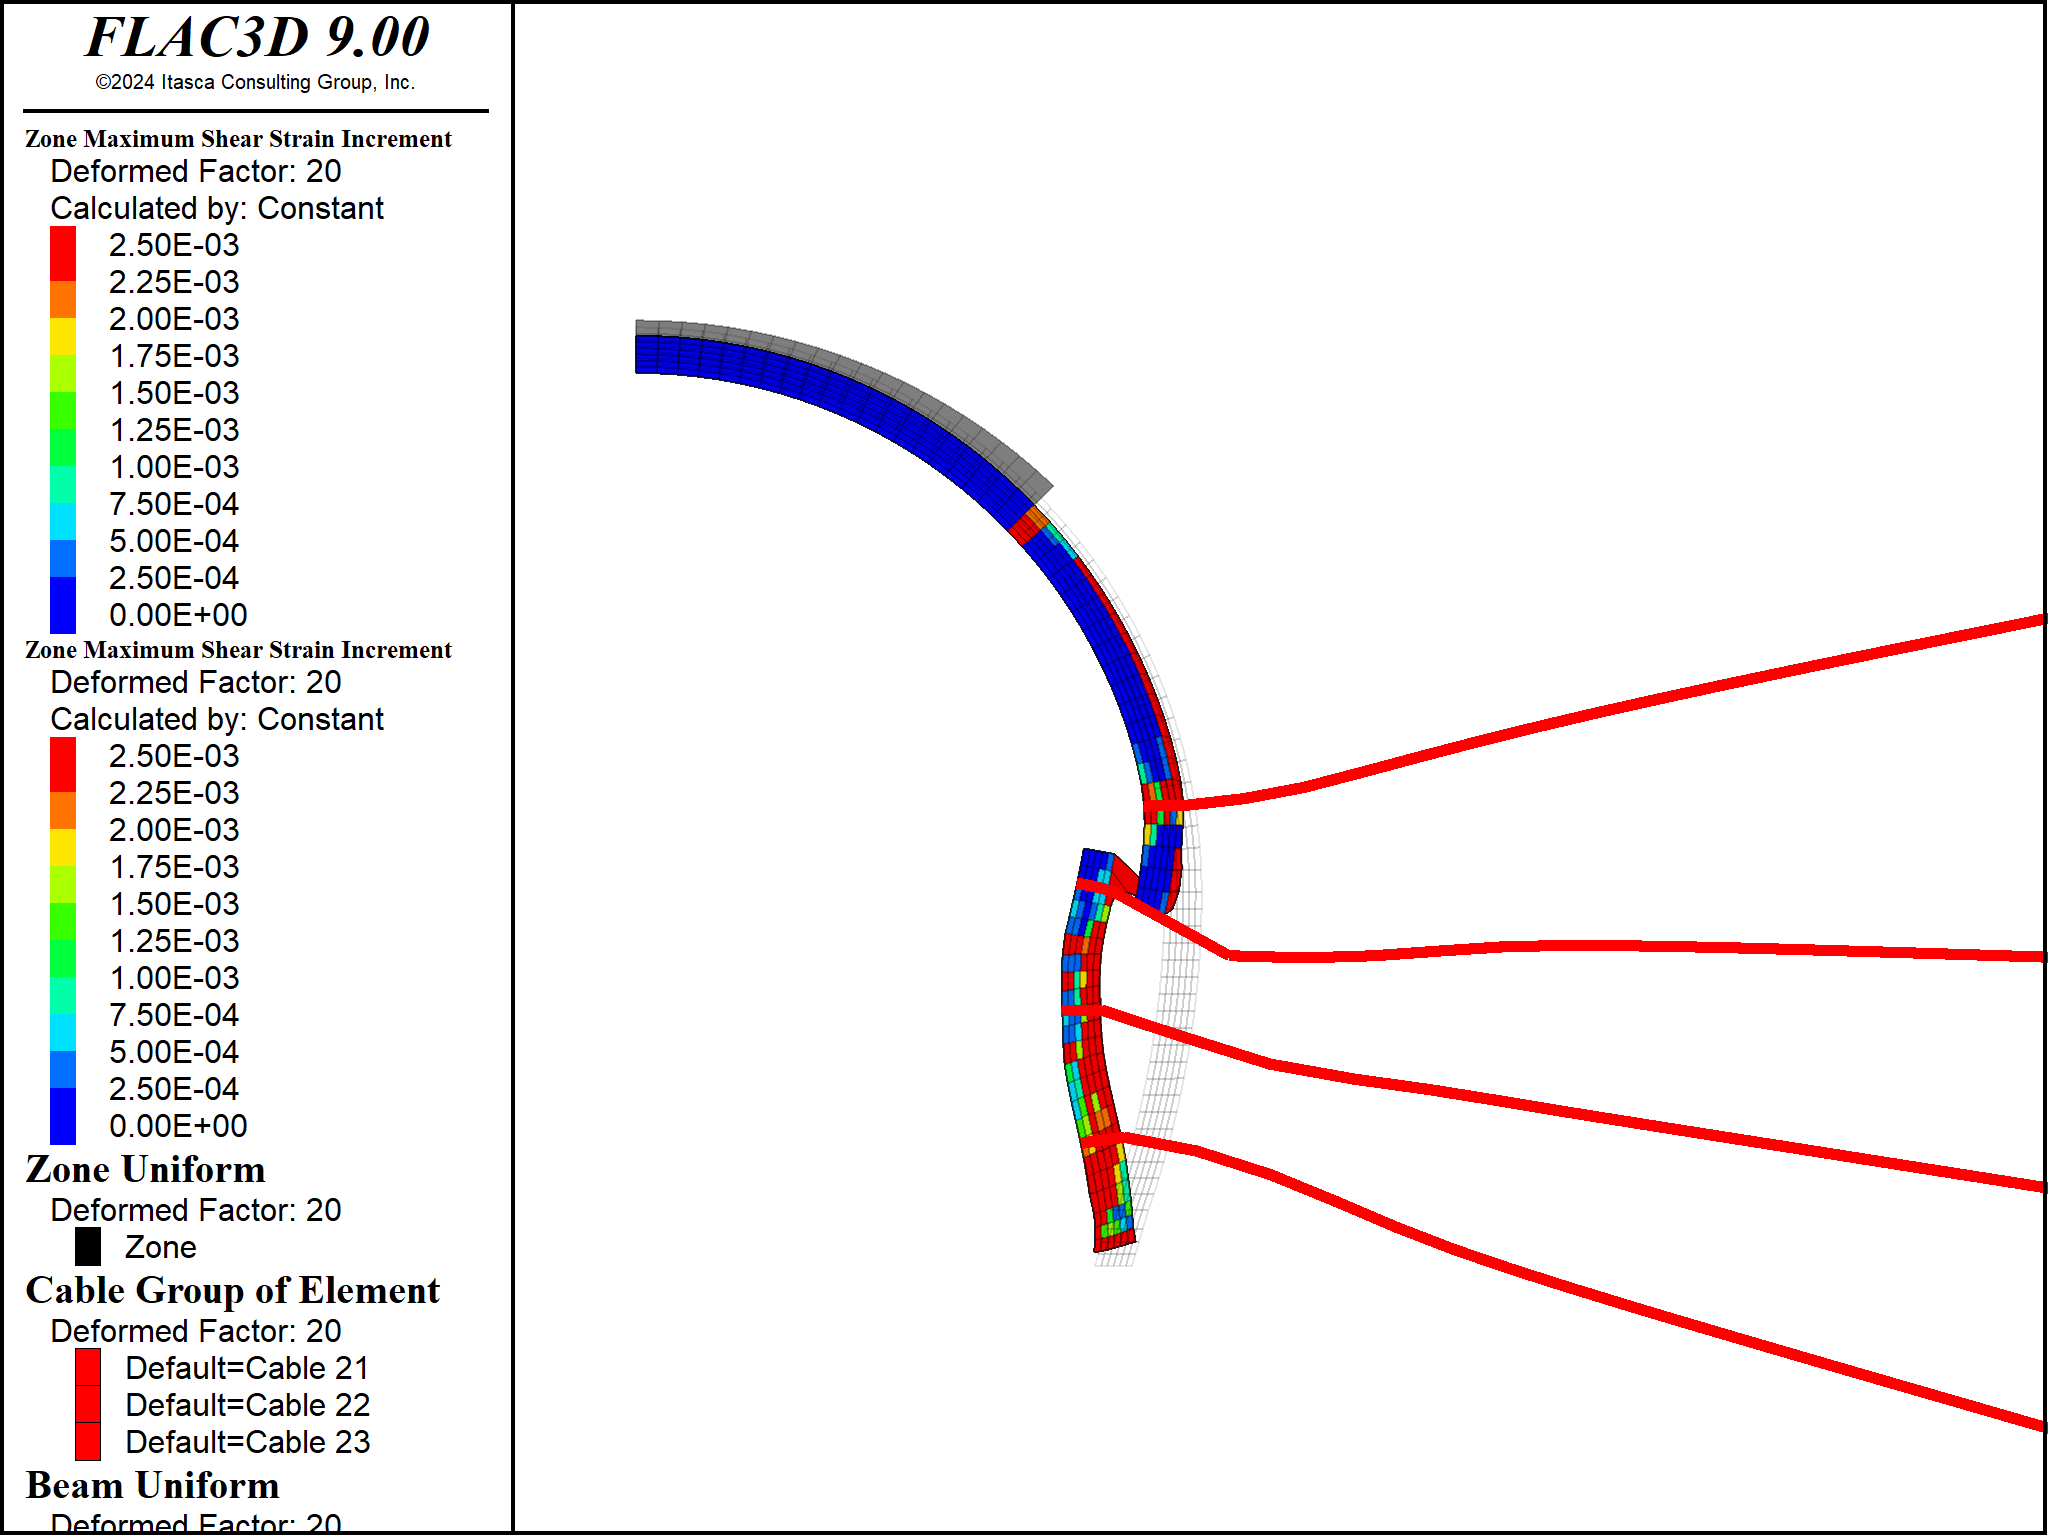 FLAC3D 9.00
©2024 Itasca Consulting Group, Inc.
Zone Maximum Shear Strain Increment
Deformed Factor: 20
Calculated by: Constant
2.50E-03
2.25E-03
2.00E-03
1.75E-03
1.50E-03
1.25E-03
1.00E-03
7.50E-04
5.00E-04
2.50E-04
0.00E+00
Zone Maximum Shear Strain Increment
Deformed Factor: 20
Calculated by: Constant
2.50E-03
2.25E-03
2.00E-03
1.75E-03
1.50E-03
1.25E-03
1.00E-03
7.50E-04
5.00E-04
2.50E-04
0.00E+00
Zone Uniform
Deformed Factor: 20
Zone
Cable Group of Element
Deformed Factor: 20
Default=Cable 21
Default=Cable 22
Default=Cable 23
Beam Uniform
Deformed Factor: 20